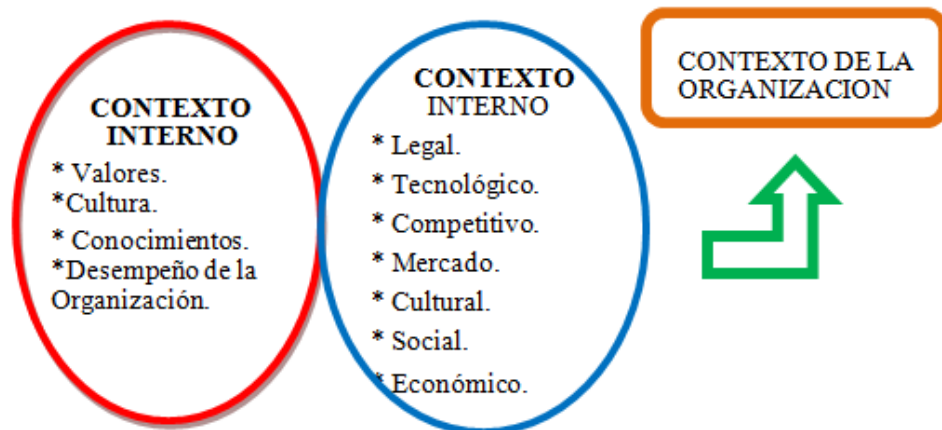 CONTEXTO
INTERNO
* Valores.
*Cultura.
* Conocimientos.
*Desempeño de la
Organización.
CONTEXTO
INTERNO
* Legal.
* Tecnológico.
* Competitivo.
* Mercado.
* Cultural.
* Social.
* Económico.
CONTEXTO DE LA
ORGANIZACION